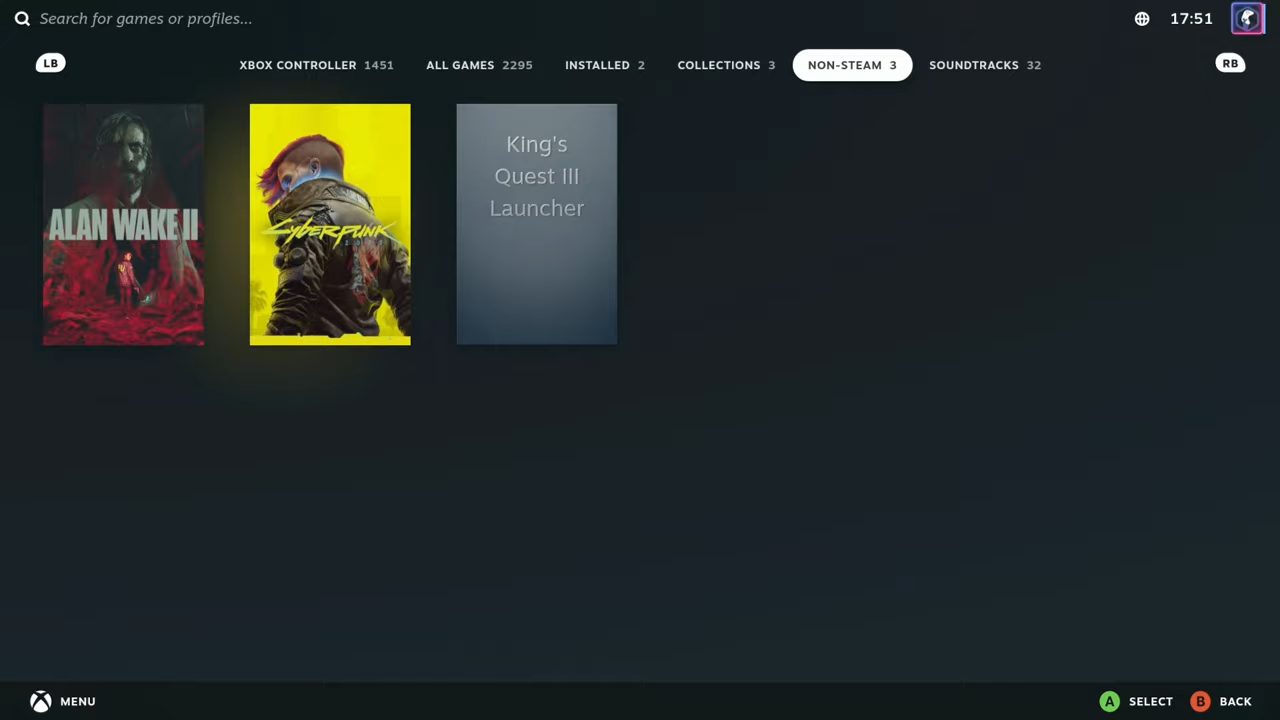 Search for games or profiles...
17:51
LB
XBOX CONTROLLER 1451
ALL GAMES 2295
INSTALLED 2
COLLECTIONS 3
NON-STEAM 3
SOUNDTRACKS 32
RB
ALAN WAKE II
Cyberpunk
King's
Quest III
Launcher
MENU
A SELECT
B BACK